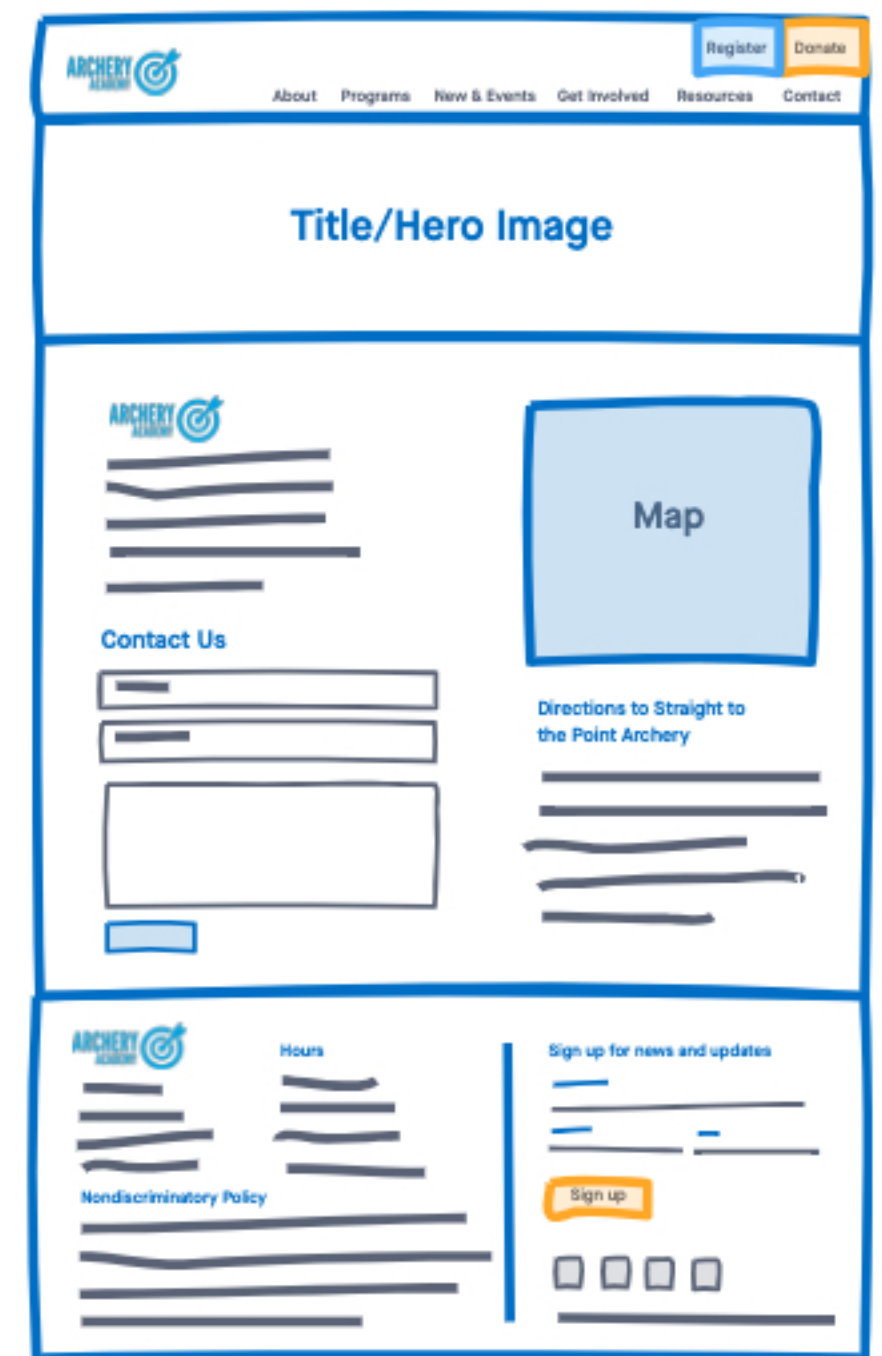 Register Donate
ARCHERY
ACADEMY
About Programs New & Events Get Involved Resources Contact
Title/Hero Image
ARCHERY
ACADEMY
Map
Contact Us
Directions to Straight to
the Point Archery
ARCHERY
ACADEMY
Hours
Sign up for news and updates
Nondiscriminatory Policy
Sign up